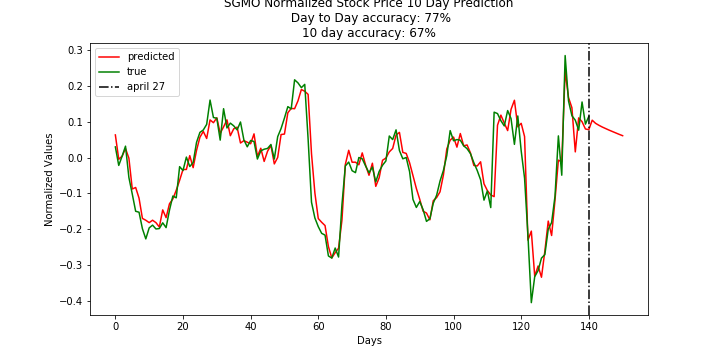 SGMO Normalized Stock Price 10 Day Prediction
Day to Day accuracy: 77%
10 day accuracy: 67%
predicted
true
april 27
Normalized Values
0.3
0.2
0.1
0.0
−0.1
−0.2
−0.3
−0.4
0
20
40
60
80
100
120
140
Days